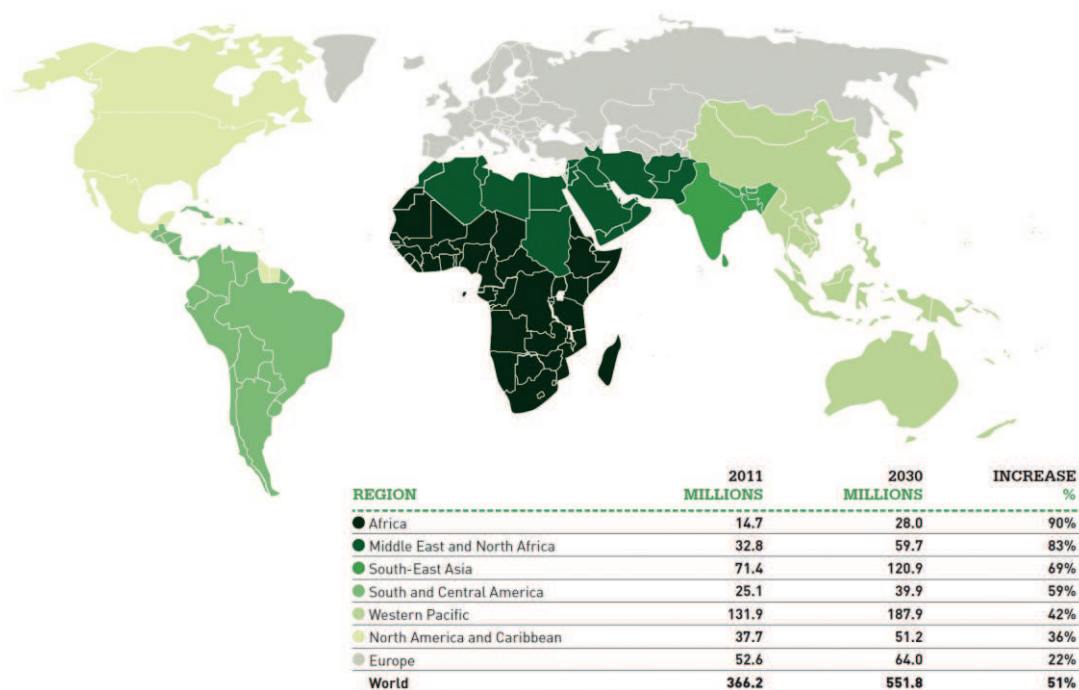 2011 2030 INCREASE
REGION MILLIONS MILLIONS %
Africa 14.7 28.0 90%
Middle East and North Africa 32.8 59.7 83%
South-East Asia 71.4 120.9 69%
South and Central America 25.1 39.9 59%
Western Pacific 131.9 187.9 42%
North America and Caribbean 37.7 51.2 36%
Europe 52.6 64.0 22%
World 366.2 551.8 51%